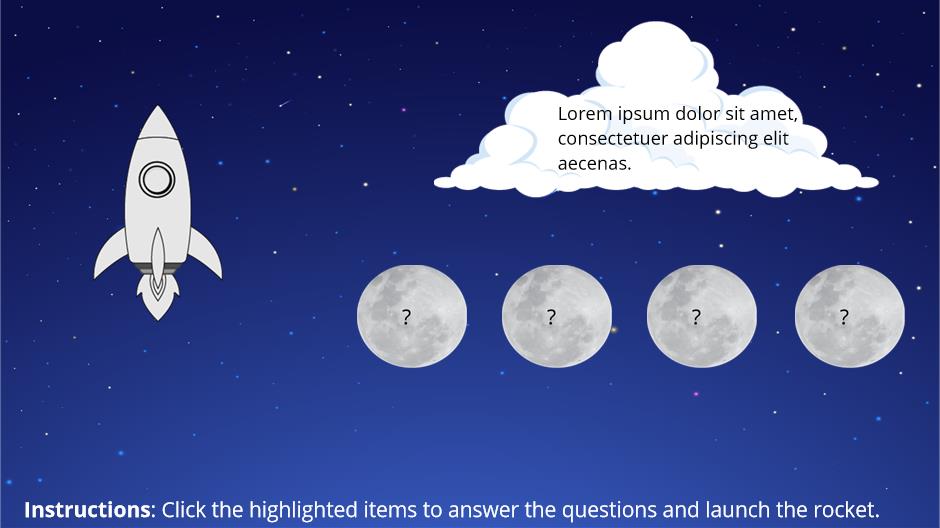 Lorem ipsum dolor sit amet,
consectetuer adipiscing elit
aecenas.
? ? ? ?
Instructions: Click the highlighted items to answer the questions and launch the rocket.